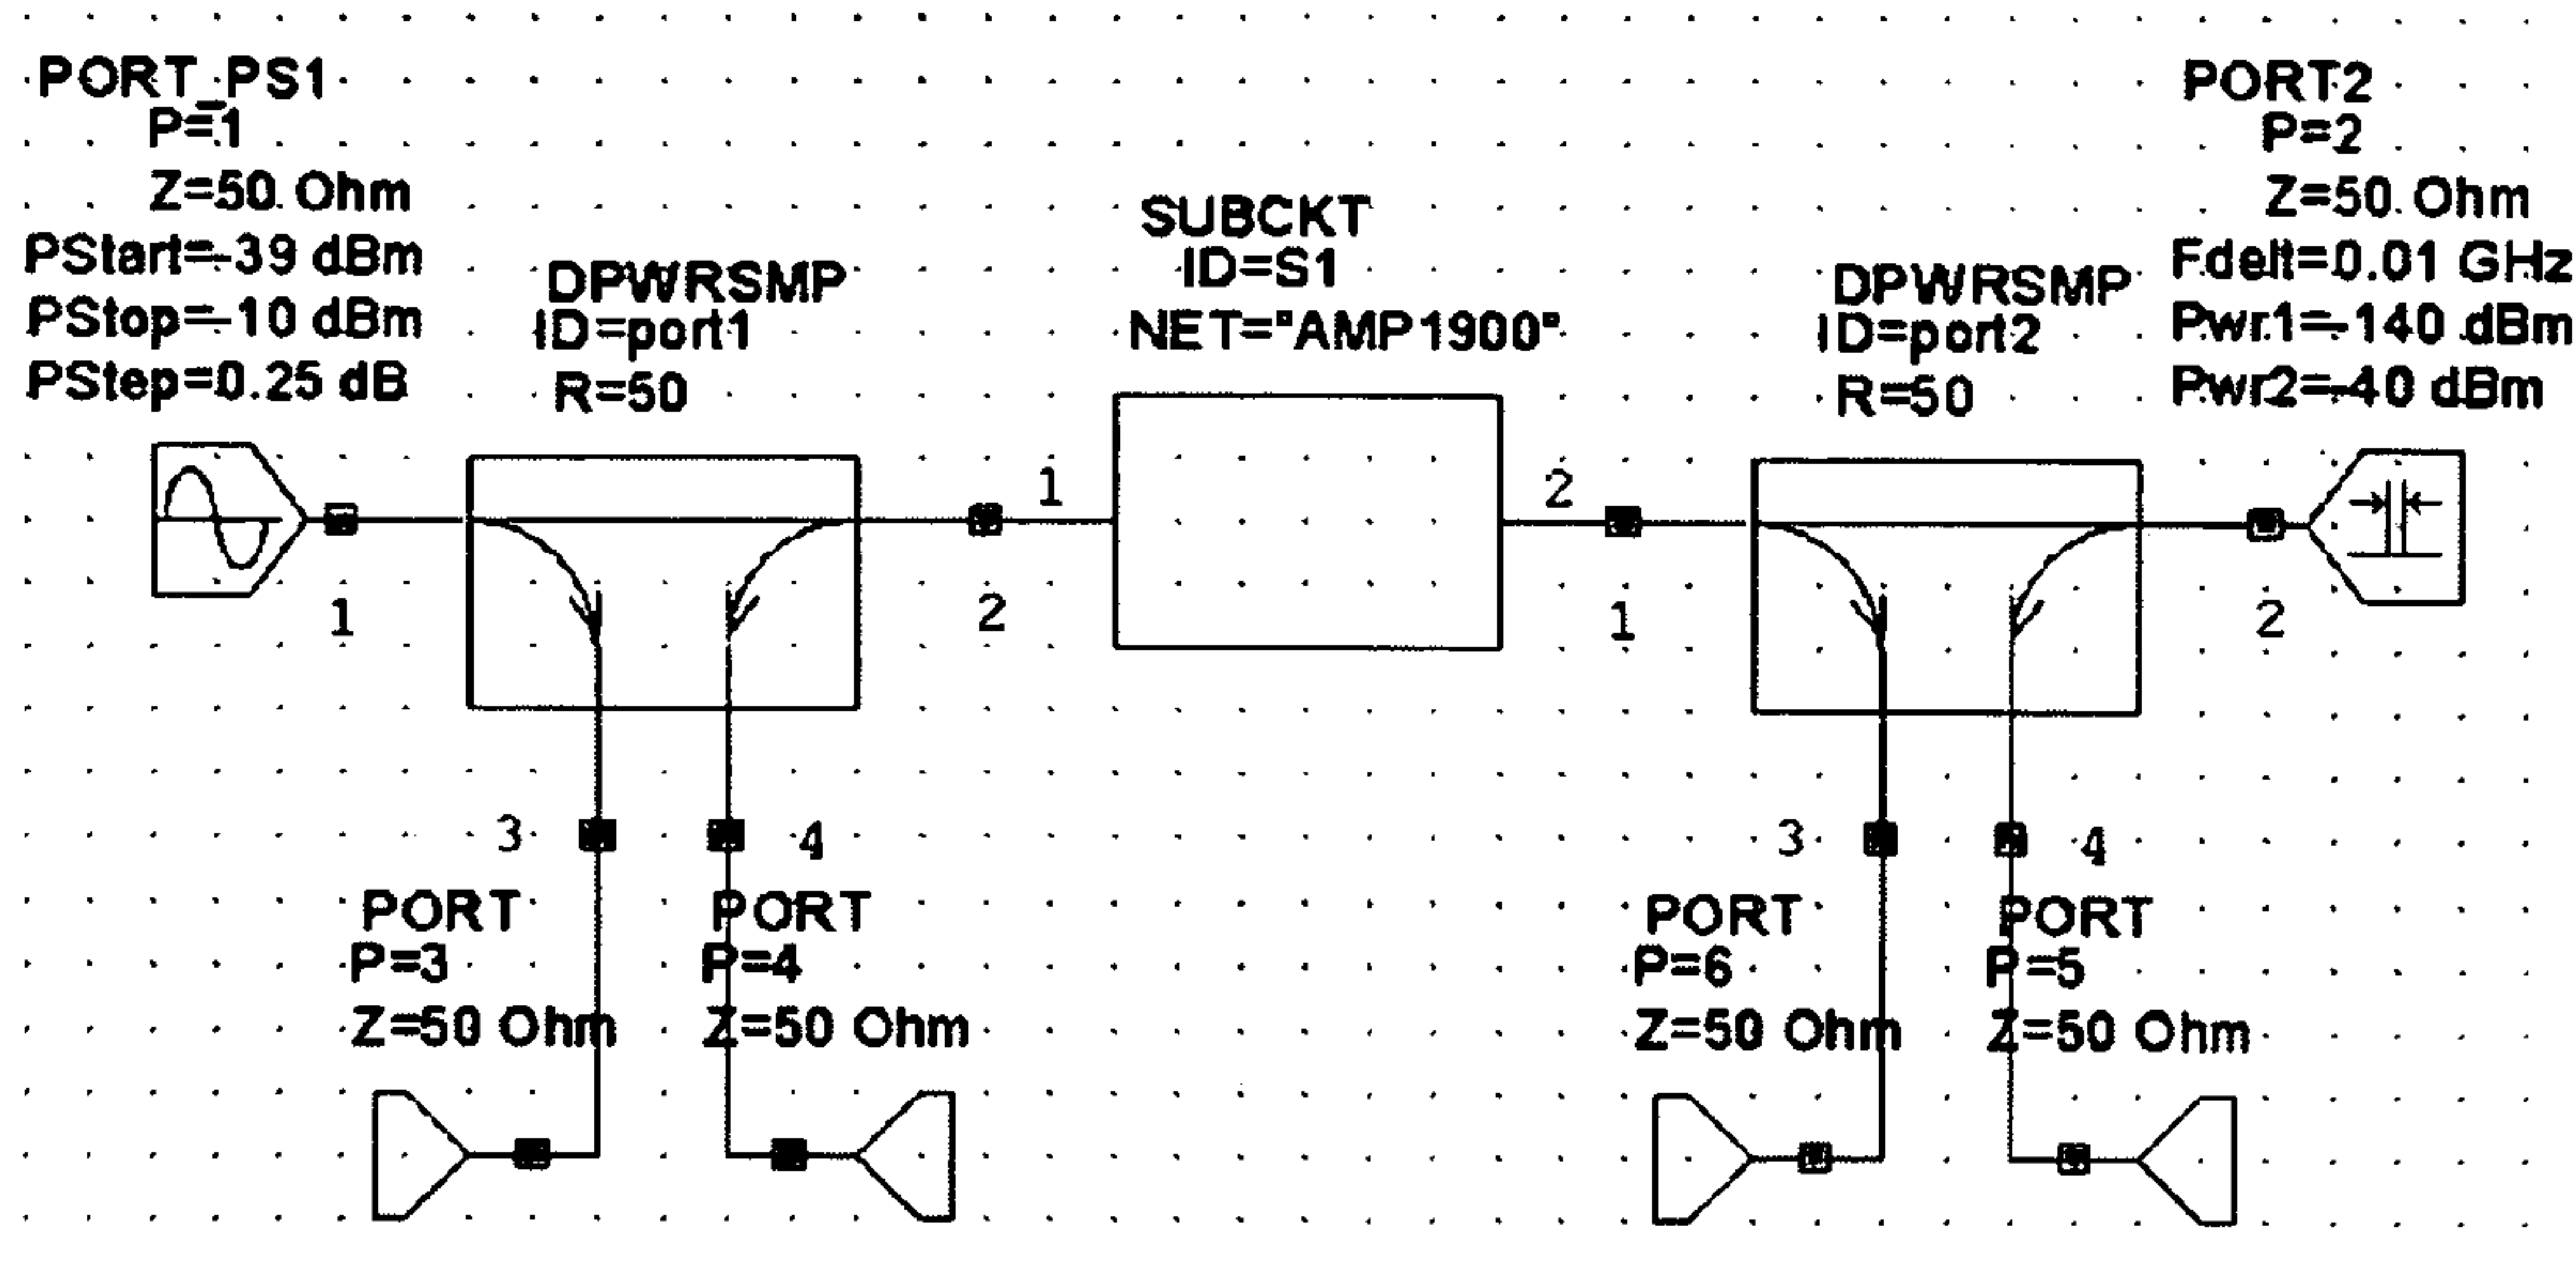 PORT_PS1
P=1
Z=50 Ohm
PStart=-39 dBm
PStop=-10 dBm
PStep=0.25 dB
DPWRSMP
ID=port1
R=50
SUBCKT
ID=S1
NET="AMP1900"
DPWRSMP
ID=port2
R=50
PORT2
P=2
Z=50 Ohm
Fdelt=0.01 GHz
Pwr1=-140 dBm
Pwr2=-40 dBm
1
2
1
2
1
2
3
4
3
4
PORT
P=3
Z=50 Ohm
PORT
P=4
Z=50 Ohm
PORT
P=6
Z=50 Ohm
PORT
P=5
Z=50 Ohm